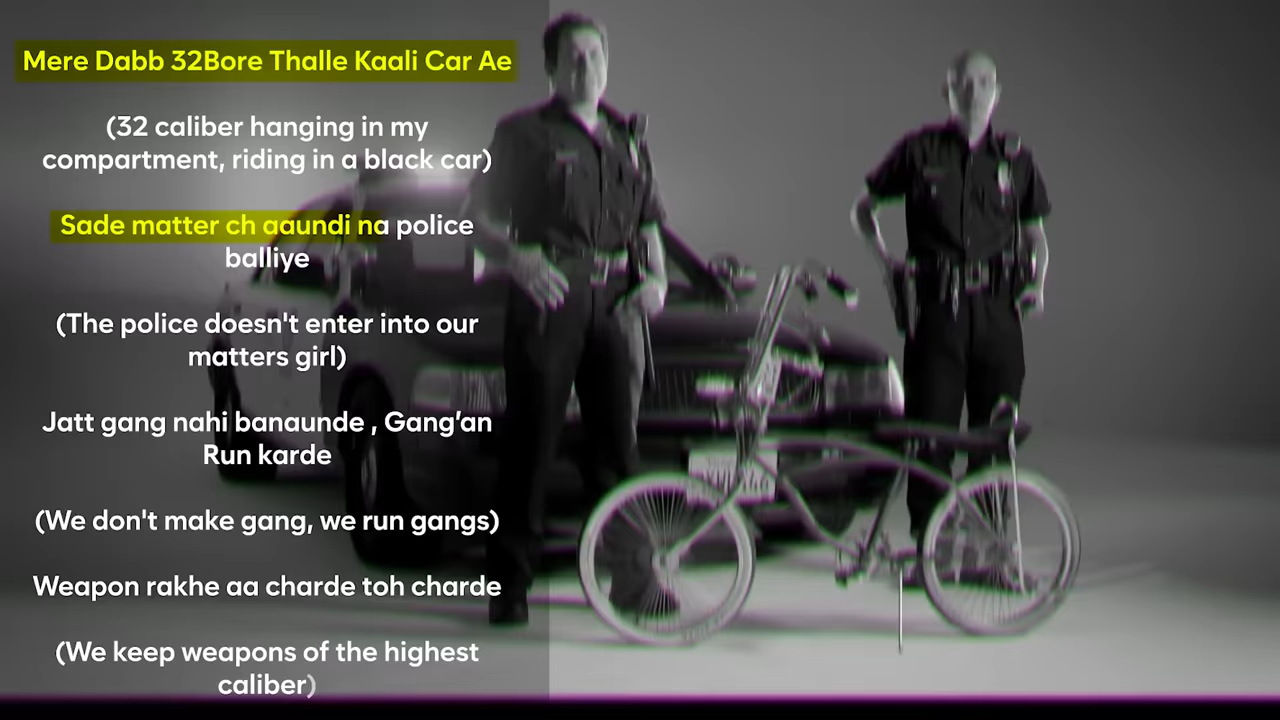 Mere Dabb 32Bore Thalle Kaali Car Ae
(32 caliber hanging in my
compartment, riding in a black car)
Sade matter ch aaundi na police
balliye
(The police doesn't enter into our
matters girl)
Jatt gang nahi banaunde , Gang'an
Run karde
(We don't make gang, we run gangs)
Weapon rakhe aa charde toh charde
(We keep weapons of the highest
caliber)